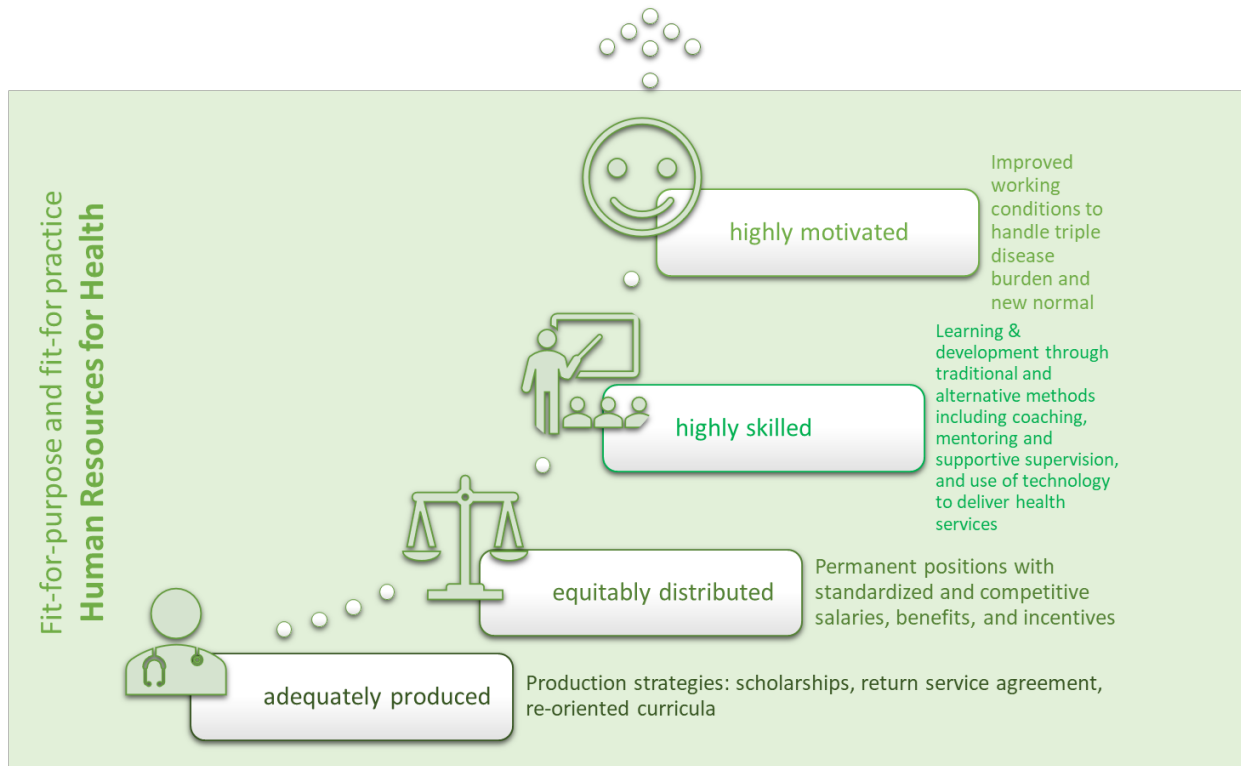 Fit-for-purpose and fit-for practice
Human Resources for Health
highly motivated
Improved
working
conditions to
handle triple
disease
burden and
new normal
highly skilled
Learning &
development through
traditional and
alternative methods
including coaching,
mentoring and
supportive supervision,
and use of technology
to deliver health
services
equitably distributed
Permanent positions with
standardized and competitive
salaries, benefits, and incentives
adequately produced
Production strategies: scholarships, return service agreement,
re-oriented curricula